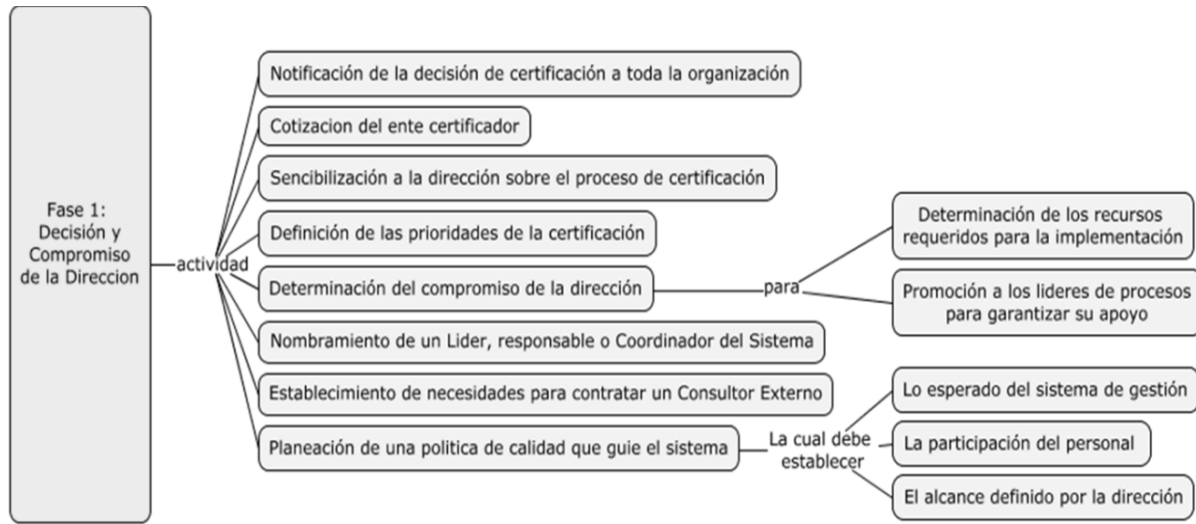 Fase 1:
Decisión y
Compromiso
de la Direccion
actividad
Notificación de la decisión de certificación a toda la organización
Cotizacion del ente certificador
Sencibilización a la dirección sobre el proceso de certificación
Definición de las prioridades de la certificación
Determinación del compromiso de la dirección
para
Determinación de los recursos
requeridos para la implementación
Promoción a los lideres de procesos
para garantizar su apoyo
Nombramiento de un Lider, responsable o Coordinador del Sistema
Establecimiento de necesidades para contratar un Consultor Externo
Planeación de una politica de calidad que guie el sistema
La cual debe
establecer
Lo esperado del sistema de gestión
La participación del personal
El alcance definido por la dirección